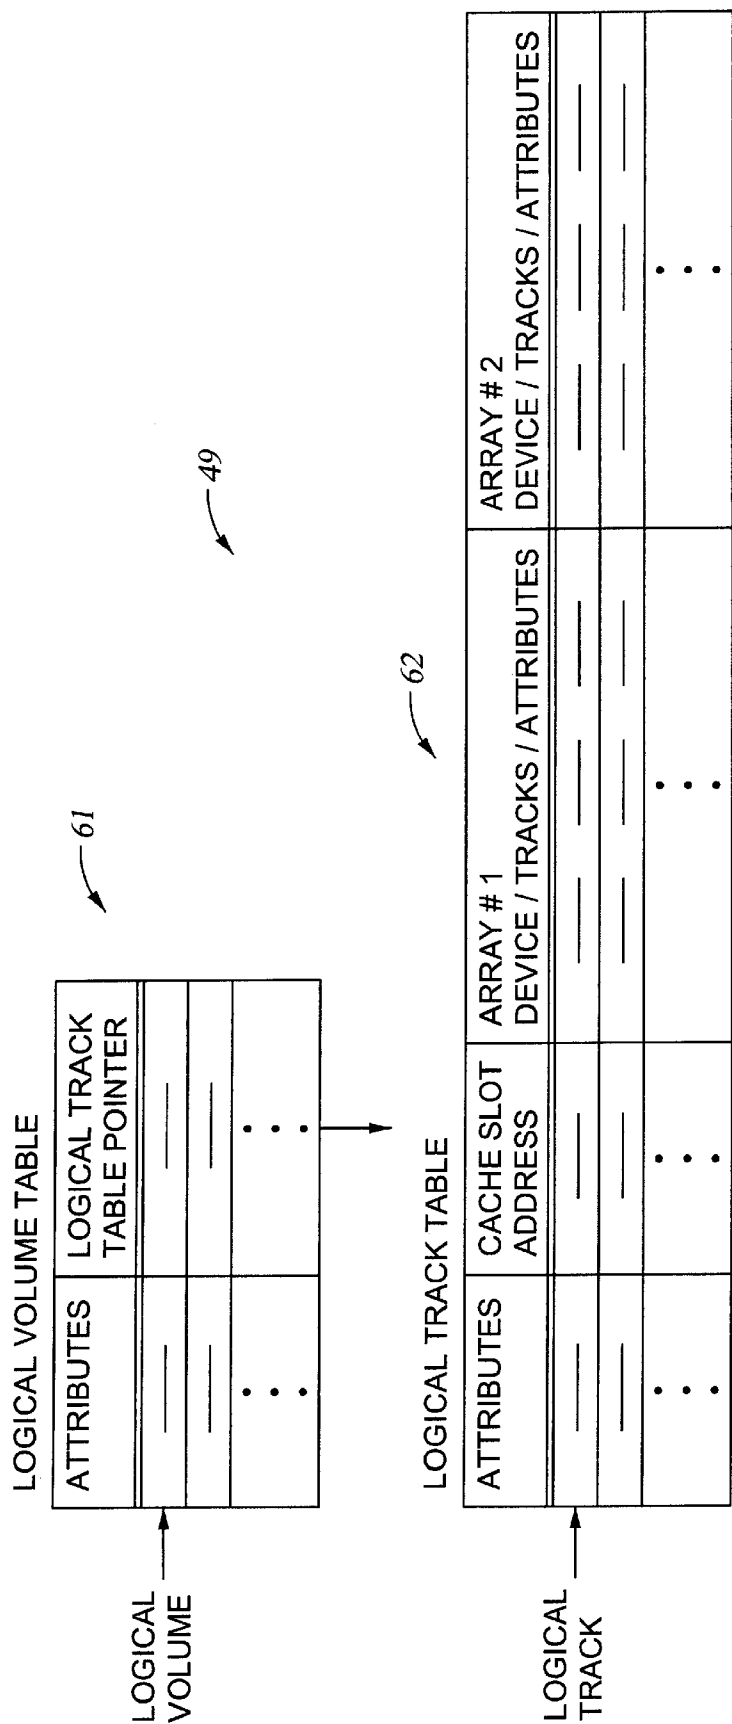 LOGICAL VOLUME TABLE
ATTRIBUTES
LOGICAL TRACK
TABLE POINTER
61
LOGICAL
VOLUME
49
LOGICAL TRACK TABLE
62
ATTRIBUTES
CACHE SLOT
ADDRESS
ARRAY # 1
DEVICE / TRACKS / ATTRIBUTES
ARRAY # 2
DEVICE / TRACKS / ATTRIBUTES
LOGICAL
TRACK